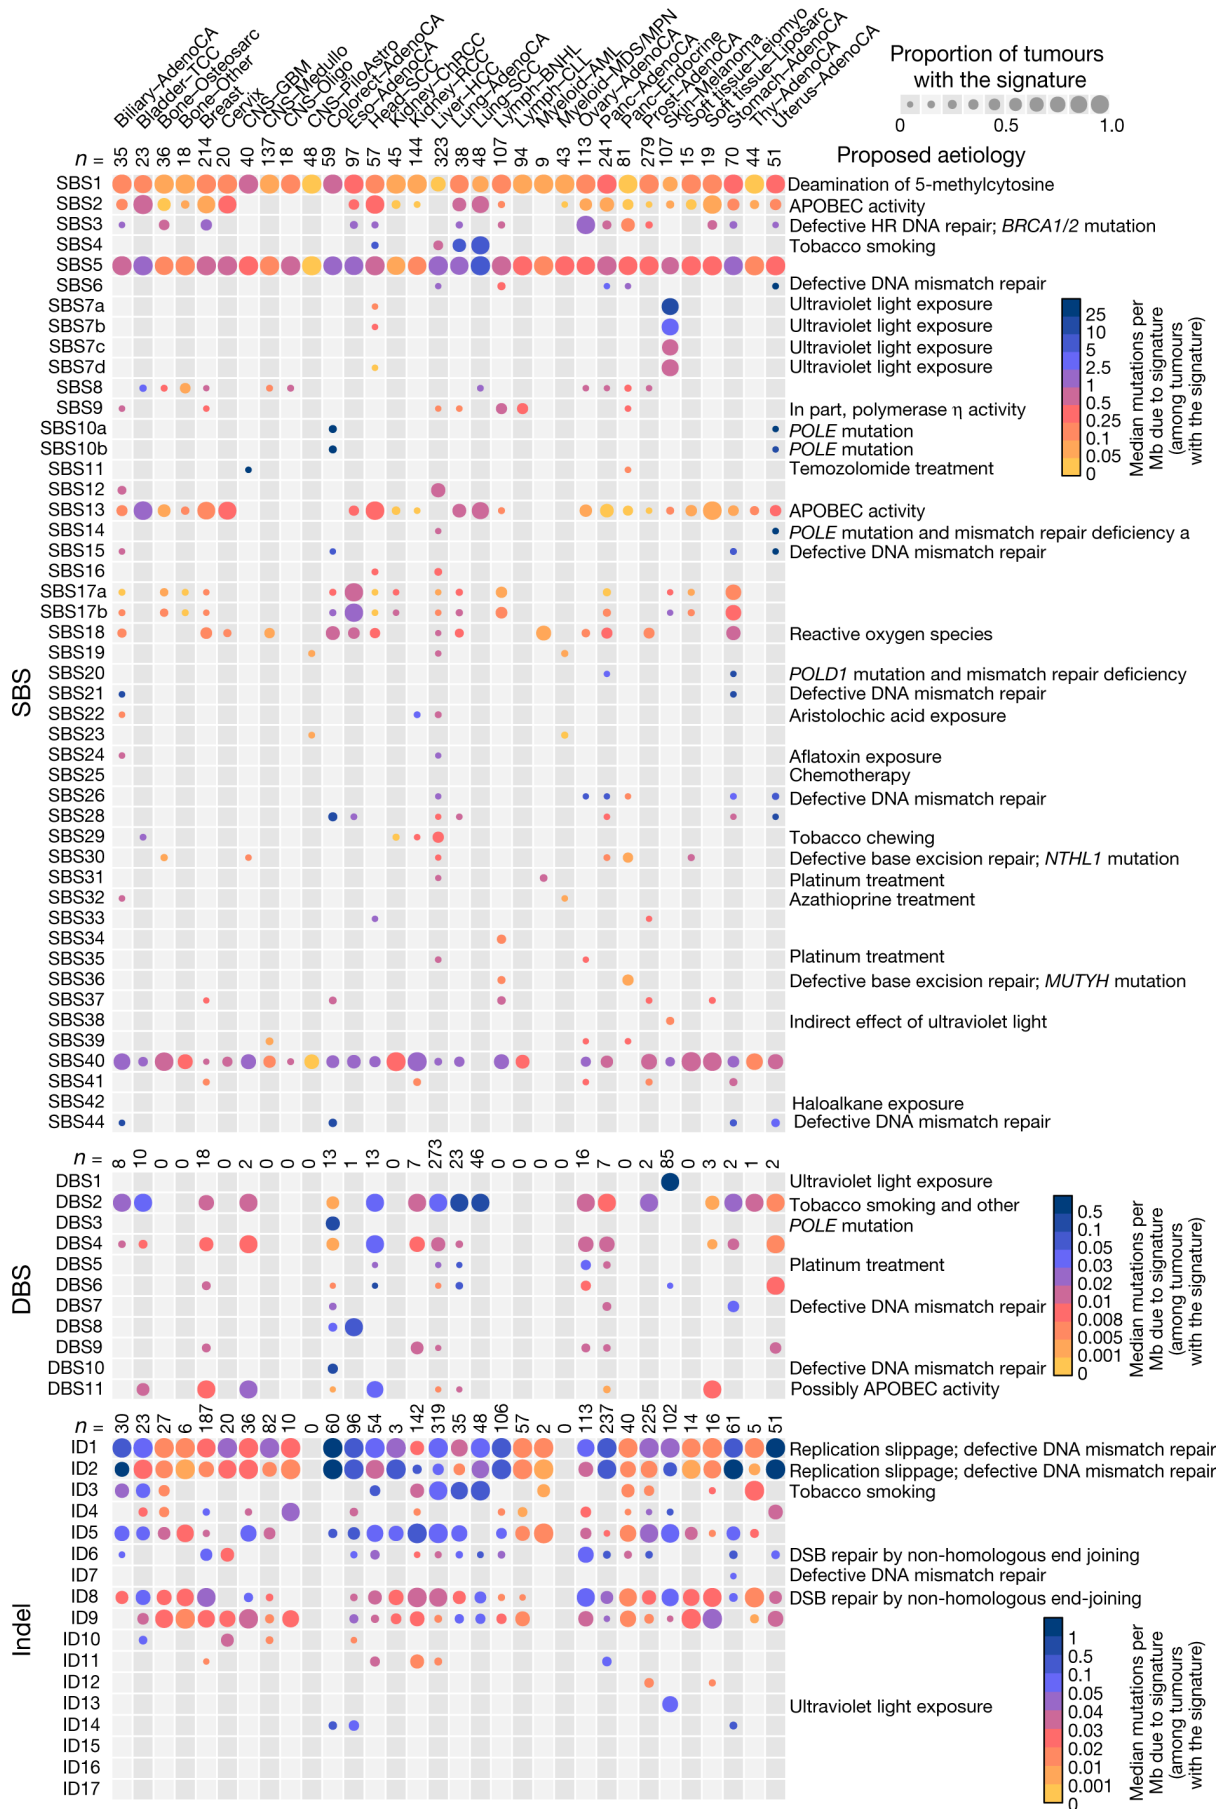 Biliary–AdenoCA
Bladder–TCC
Bone–Osteosarc
Bone–Other
Breast
Cervix
CNS–GBM
CNS–Medullo
CNS–Oligo
CNS–PiloAstro
Colorect–AdenoCA
Eso–AdenoCA
Head–SCC
Kidney–ChRCC
Kidney–RCC
Liver–HCC
Lung–AdenoCA
Lung–SCC
Lymph–BNHL
Lymph–CLL
Myeloid–AML
Myeloid–MDS/MPN
Ovary–AdenoCA
Panc–AdenoCA
Panc–Endocrine
Prost–AdenoCA
Skin–Melanoma
Soft tissue–Leiomyo
Soft tissue–Liposarc
Stomach–AdenoCA
Thy–AdenoCA
Uterus–AdenoCA
Proportion of tumours
with the signature
0 0.5 1.0
n = 35 23 36 18 214 20 40 137 18 48 59 97 57 45 144 323 38 48 107 94 9 43 113 241 81 279 107 15 19 70 44 51
Proposed aetiology
SBS
SBS1 Deamination of 5-methylcytosine
SBS2 APOBEC activity
SBS3 Defective HR DNA repair; BRCA1/2 mutation
SBS4 Tobacco smoking
SBS5
SBS6 Defective DNA mismatch repair
SBS7a Ultraviolet light exposure
SBS7b Ultraviolet light exposure
SBS7c Ultraviolet light exposure
SBS7d Ultraviolet light exposure
SBS8
SBS9 In part, polymerase η activity
SBS10a POLE mutation
SBS10b POLE mutation
SBS11 Temozolomide treatment
SBS12
SBS13 APOBEC activity
SBS14 POLE mutation and mismatch repair deficiency a
SBS15 Defective DNA mismatch repair
SBS16
SBS17a
SBS17b
SBS18 Reactive oxygen species
SBS19
SBS20 POLD1 mutation and mismatch repair deficiency
SBS21 Defective DNA mismatch repair
SBS22 Aristolochic acid exposure
SBS23
SBS24 Aflatoxin exposure
SBS25 Chemotherapy
SBS26 Defective DNA mismatch repair
SBS28
SBS29 Tobacco chewing
SBS30 Defective base excision repair; NTHL1 mutation
SBS31 Platinum treatment
SBS32 Azathioprine treatment
SBS33
SBS34
SBS35 Platinum treatment
SBS36 Defective base excision repair; MUTYH mutation
SBS37
SBS38 Indirect effect of ultraviolet light
SBS39
SBS40
SBS41
SBS42 Haloalkane exposure
SBS44 Defective DNA mismatch repair
25
10
5
2.5
1
0.5
0.25
0.1
0.05
0
Median mutations per
Mb due to signature
(among tumours
with the signature)
n = 8 10 0 0 18 0 2 0 0 0 13 1 13 0 7 273 23 46 0 0 0 0 16 7 0 2 85 0 3 2 1 2
DBS
DBS1 Ultraviolet light exposure
DBS2 Tobacco smoking and other
DBS3 POLE mutation
DBS4
DBS5 Platinum treatment
DBS6
DBS7 Defective DNA mismatch repair
DBS8
DBS9
DBS10 Defective DNA mismatch repair
DBS11 Possibly APOBEC activity
0.5
0.1
0.05
0.03
0.02
0.01
0.008
0.005
0.001
0
Median mutations per
Mb due to signature
(among tumours
with the signature)
n = 30 23 27 6 187 20 36 82 10 0 60 96 54 3 142 319 35 48 106 57 2 0 113 237 40 225 102 14 16 61 5 51
Indel
ID1 Replication slippage; defective DNA mismatch repair
ID2 Replication slippage; defective DNA mismatch repair
ID3 Tobacco smoking
ID4
ID5
ID6 DSB repair by non-homologous end joining
ID7 Defective DNA mismatch repair
ID8 DSB repair by non-homologous end-joining
ID9
ID10
ID11
ID12
ID13 Ultraviolet light exposure
ID14
ID15
ID16
ID17
1
0.5
0.1
0.05
0.04
0.03
0.02
0.01
0.001
0
Median mutations per
Mb due to signature
(among tumours
with the signature)